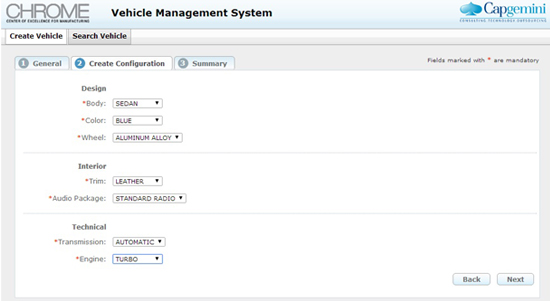 CHROME
CENTER OF EXCELLENCE FOR MANUFACTURING
Vehicle Management System
Capgemini
CONSULTING.TECHNOLOGY.OUTSOURCING
Create Vehicle Search Vehicle
1 General 2 Create Configuration 3 Summary
Fields marked with * are mandatory
Design
*Body: SEDAN
*Color: BLUE
*Wheel: ALUMINUM ALLOY
Interior
*Trim: LEATHER
*Audio Package: STANDARD RADIO
Technical
*Transmission: AUTOMATIC
*Engine: TURBO
Back Next